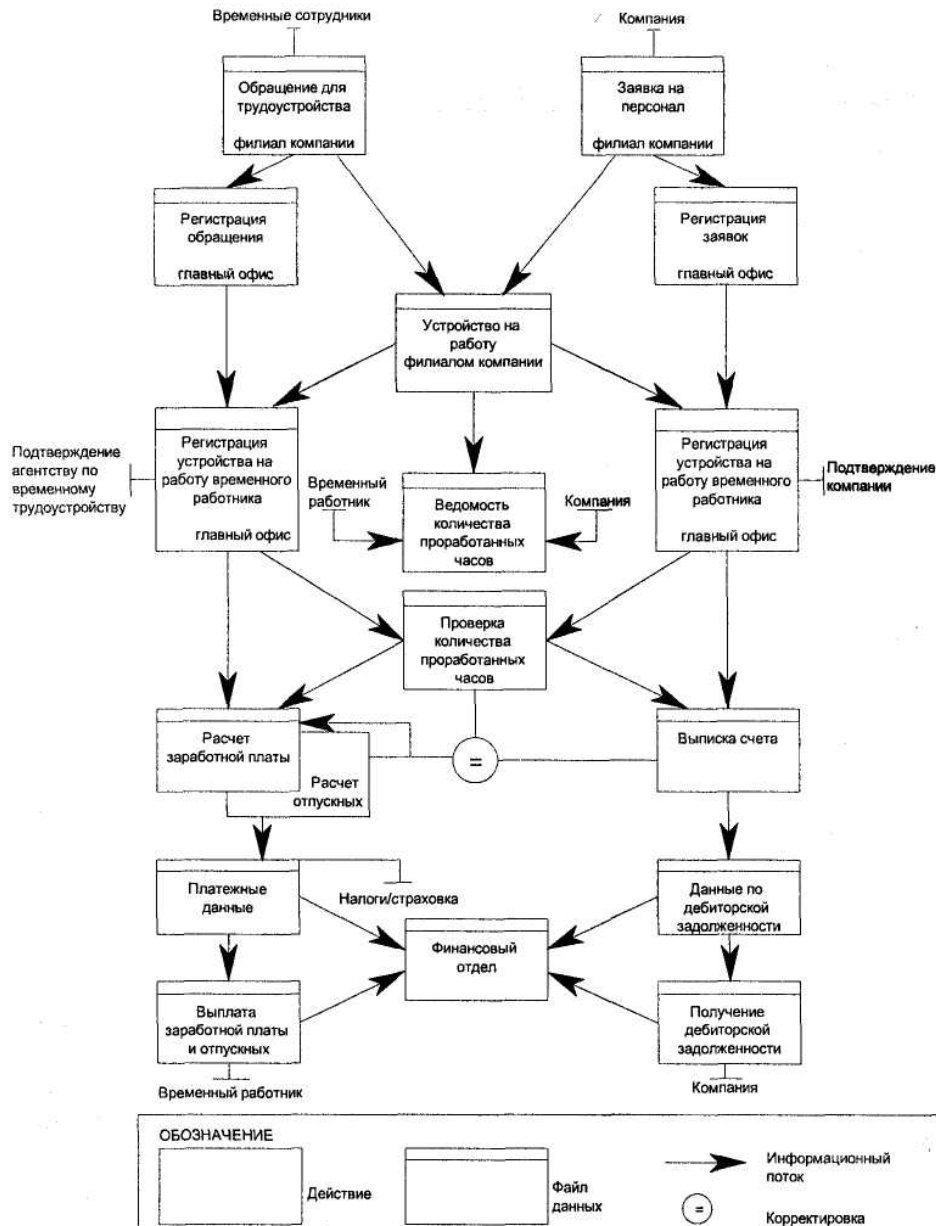 Временные сотрудники
Компания
Обращение для
трудоустройства
филиал компании
Заявка на
персонал
филиал компании
Регистрация
обращения
главный офис
Регистрация
заявок
главный офис
Устройство на
работу
филиалом компании
Подтверждение
агентству по
временному
трудоустройству
Регистрация
устройства на
работу временного
работника
главный офис
Временный
работник
Компания
Ведомость
количества
проработанных
часов
Регистрация
устройства на
работу временного
работника
главный офис
Подтверждение
компании
Проверка
количества
проработанных
часов
Расчет
заработной платы
Расчет
отпускных
=
Выписка счета
Платежные
данные
Налоги/страховка
Данные по
дебиторской
задолженности
Финансовый
отдел
Выплата
заработной платы
и отпускных
Получение
дебиторской
задолженности
Временный работник
Компания
ОБОЗНАЧЕНИЕ
Действие
Файл
данных
Информационный
поток
=
Корректировка